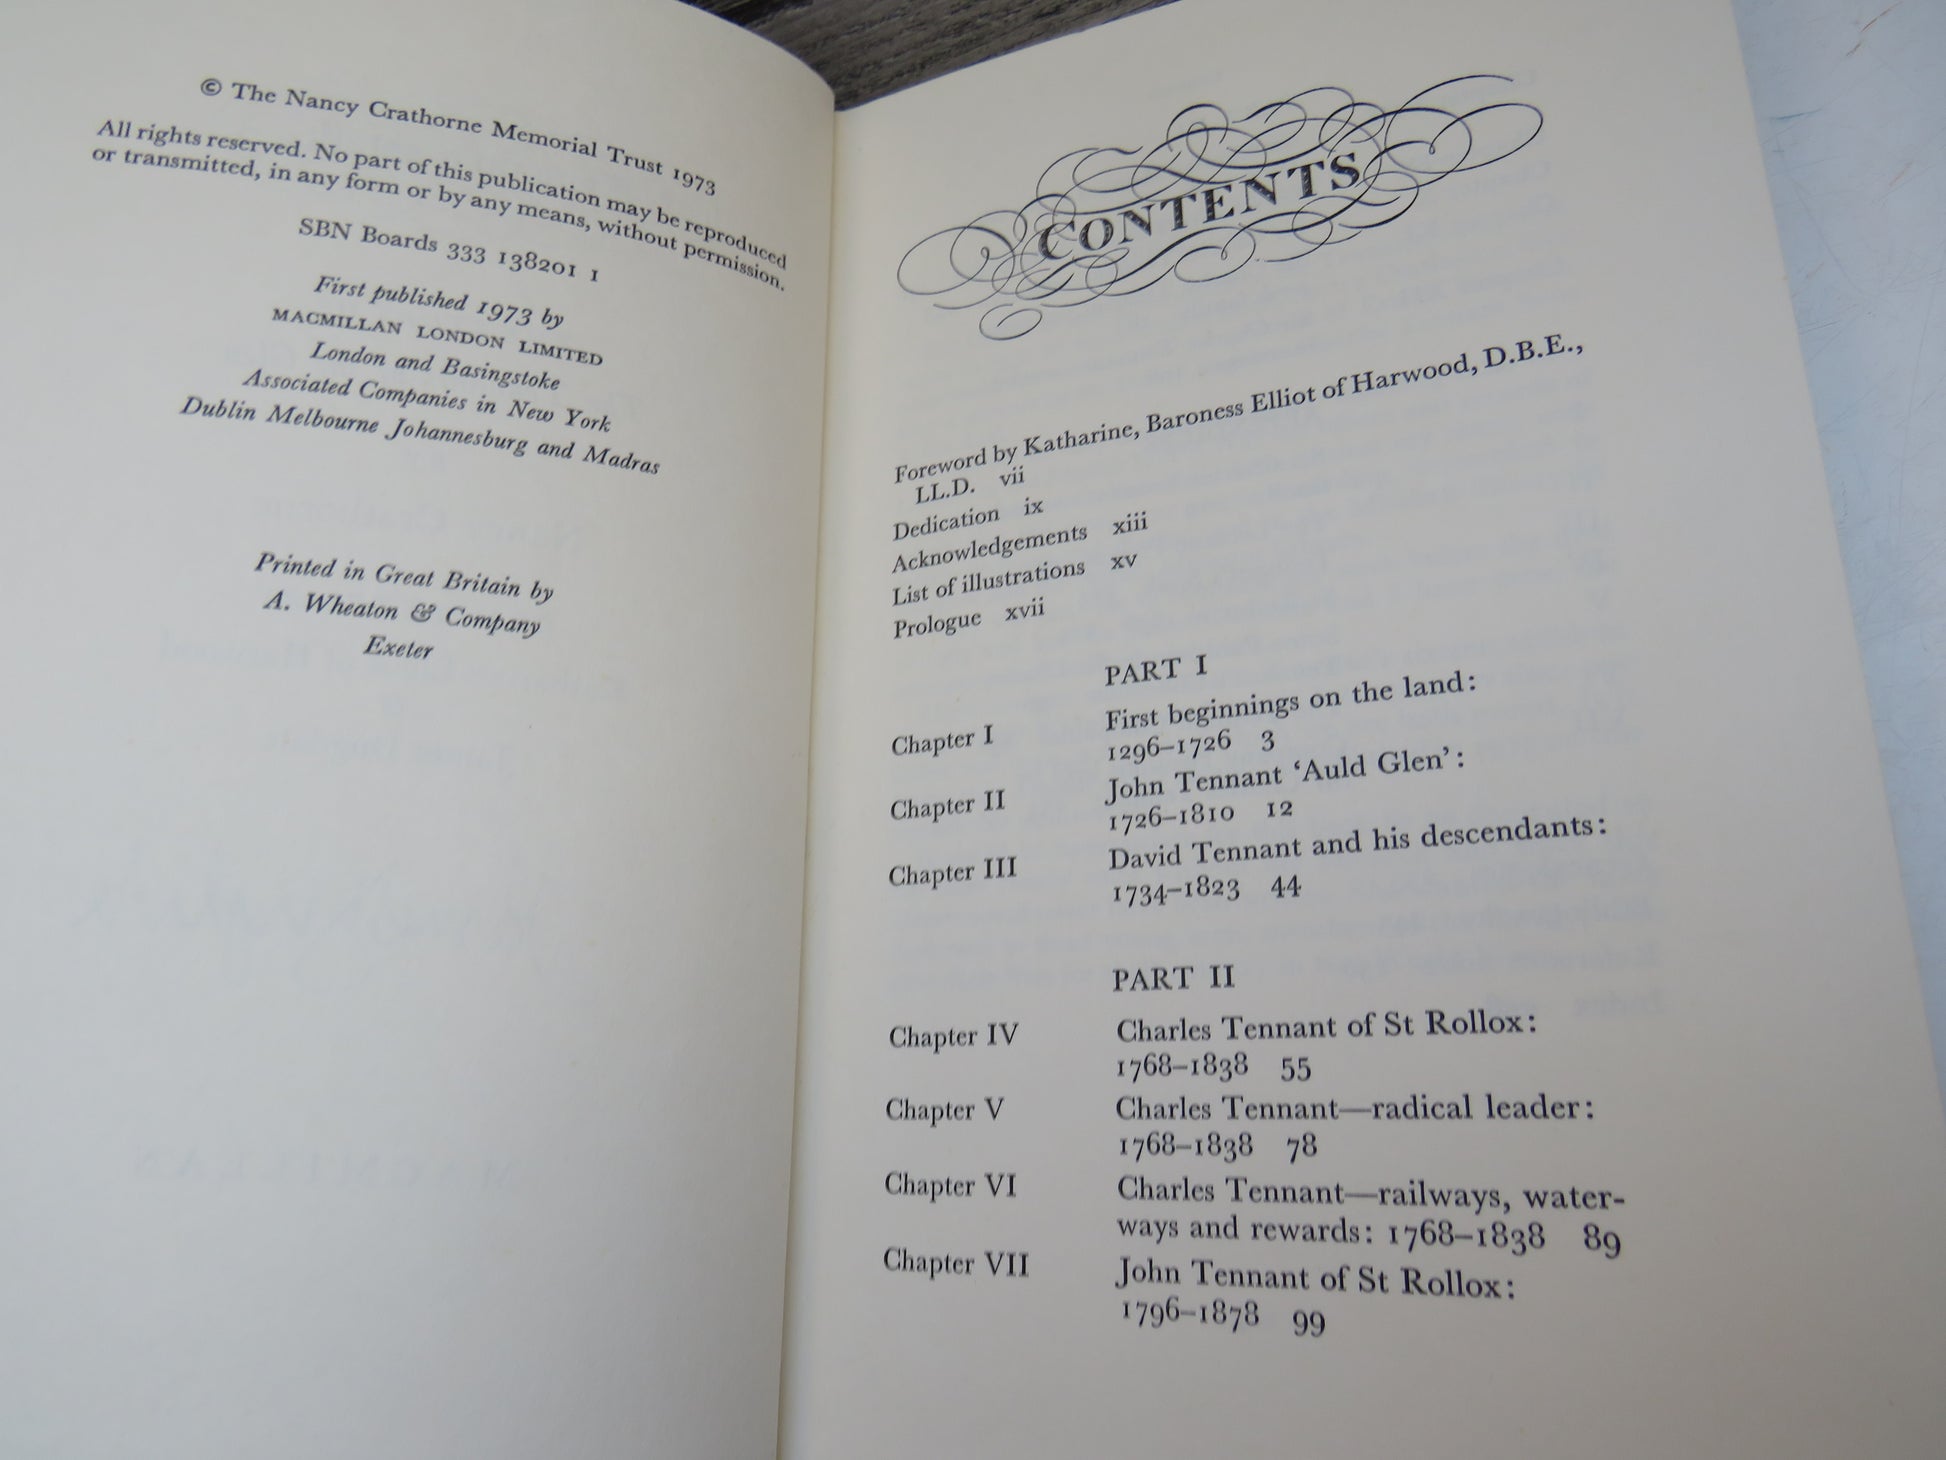 © The Nancy Crathorne Memorial Trust 1973
All rights reserved. No part of this publication may be reproduced
or transmitted, in any form or by any means, without permission.
SBN Boards 333 138201 1
First published 1973 by
MACMILLAN LONDON LIMITED
London and Basingstoke
Associated Companies in New York
Dublin Melbourne Johannesburg and Madras
Printed in Great Britain by
A. Wheaton & Company
Exeter
CONTENTS
Foreword by Katharine, Baroness Elliot of Harwood, D.B.E.,
LL.D. vii
Dedication ix
Acknowledgements xiii
List of illustrations xv
Prologue xvii
PART I
Chapter I First beginnings on the land:
1296–1726 3
Chapter II John Tennant ‘Auld Glen’:
1726–1810 12
Chapter III David Tennant and his descendants:
1734–1823 44
PART II
Chapter IV Charles Tennant of St Rollox:
1768–1838 55
Chapter V Charles Tennant—radical leader:
1768–1838 78
Chapter VI Charles Tennant—railways, water-
ways and rewards: 1768–1838 89
Chapter VII John Tennant of St Rollox:
1796–1878 99